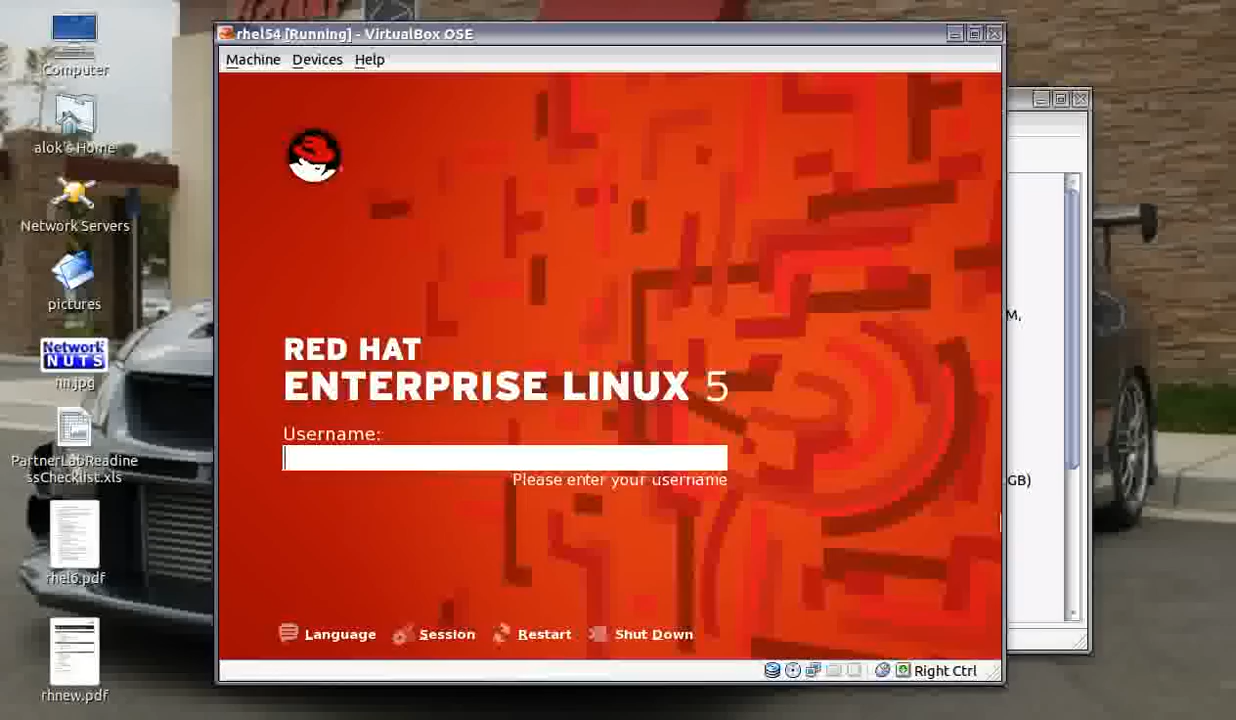 rhel54 [Running] - VirtualBox OSE
Machine Devices Help
Computer
alok's Home
Network Servers
pictures
Network
NUTS
nn.jpg
PartnerLabReadine
ssChecklist.xls
rhel6.pdf
rhnew.pdf
RED HAT
ENTERPRISE LINUX 5
Username:
Please enter your username
Language Session Restart Shut Down
Right Ctrl
M,
GB)